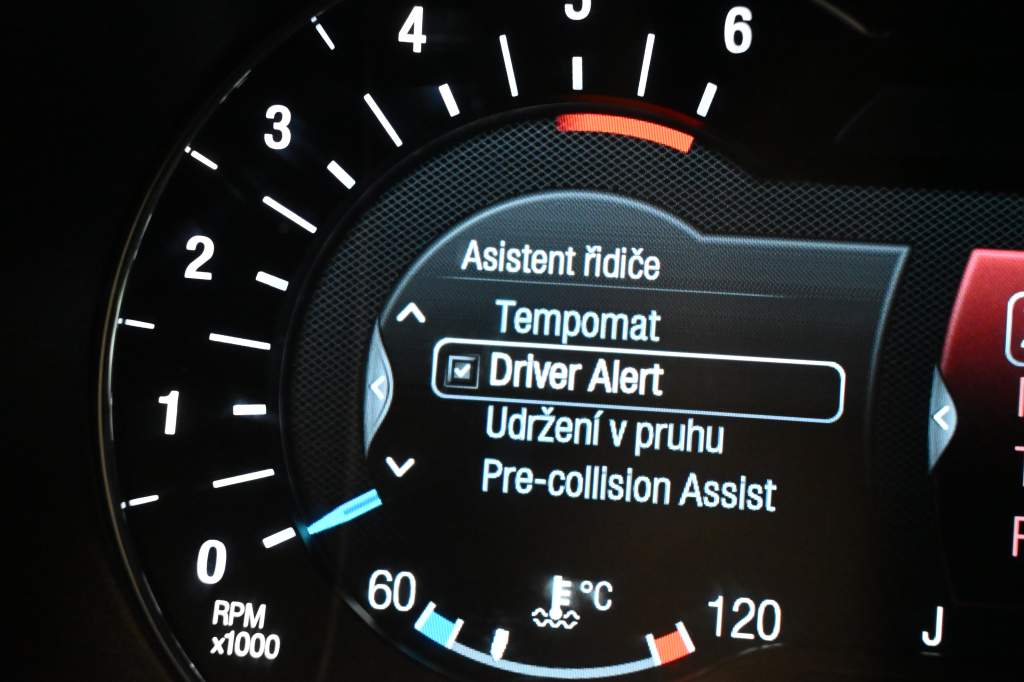 4 5 6
3
2
1
0
RPM
x1000
Asistent řidiče
Tempomat
Driver Alert
Udržení v pruhu
Pre-collision Assist
60 °C 120
J